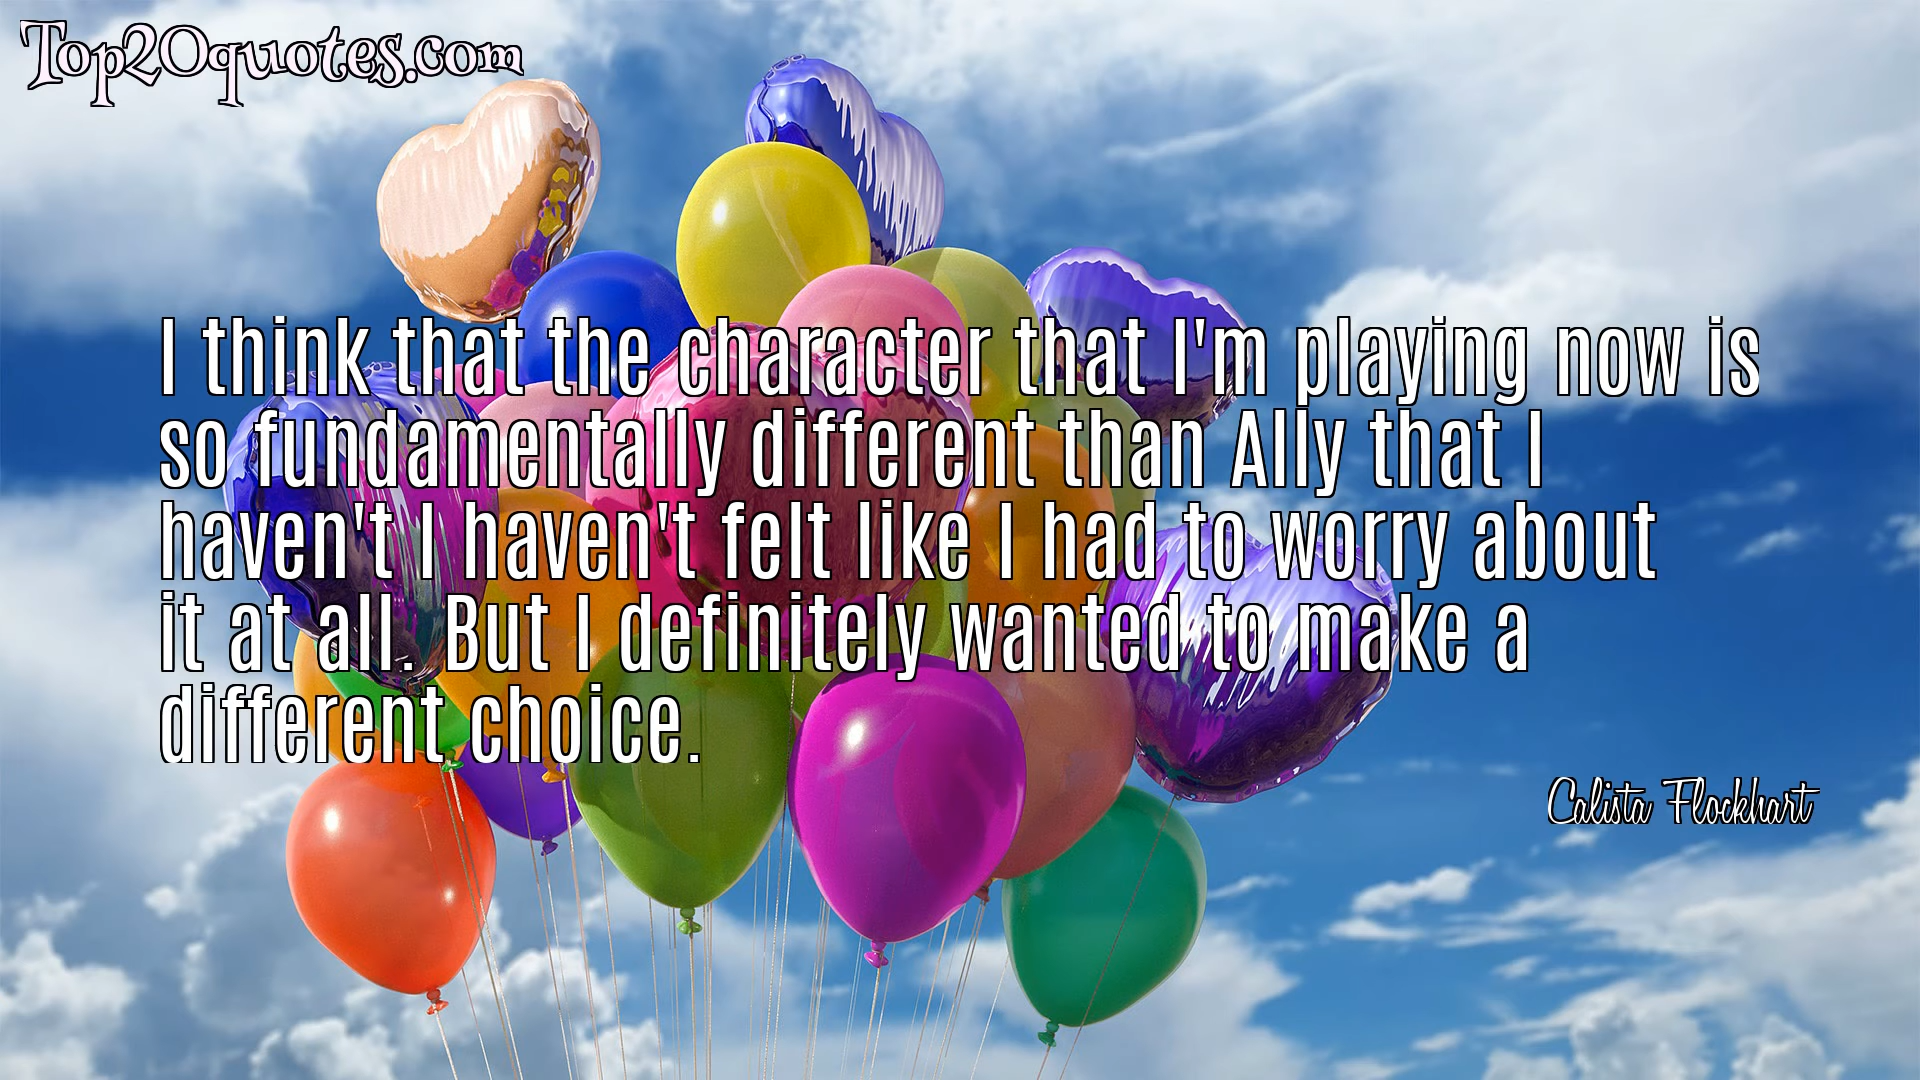 Top20quotes.com
I think that the character that I'm playing now is
so fundamentally different than Ally that I
haven't I haven't felt like I had to worry about
it at all. But I definitely wanted to make a
different choice.
Calista Flockhart